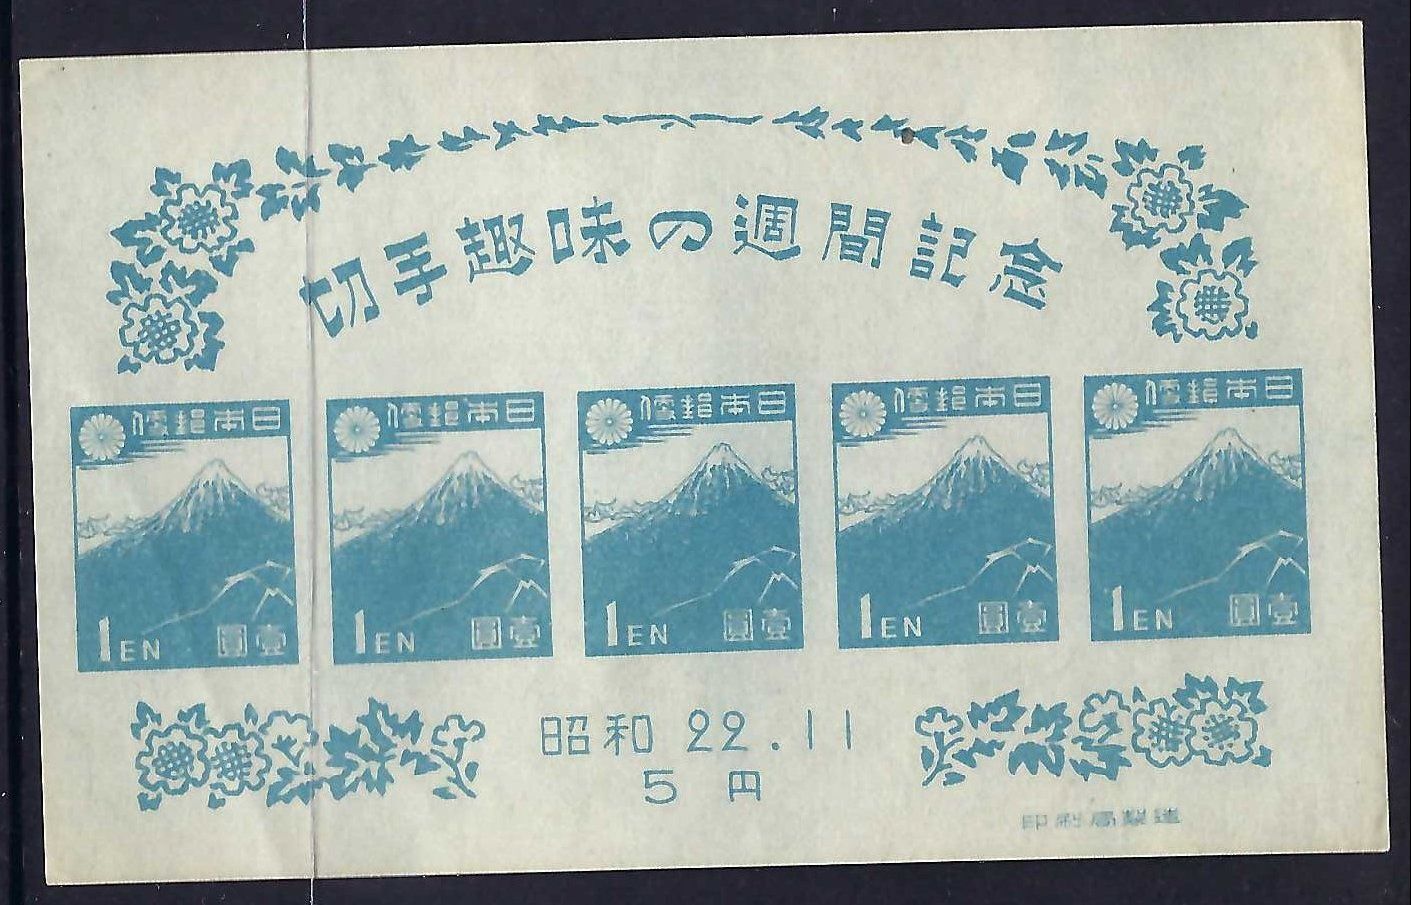 切手趣味の週間記念
便郵本日
便郵本日
便郵本日
便郵本日
便郵本日
1EN 圓壹
1EN 圓壹
1EN 圓壹
1EN 圓壹
1EN 圓壹
昭和 22.11
5 円
印刷局製造